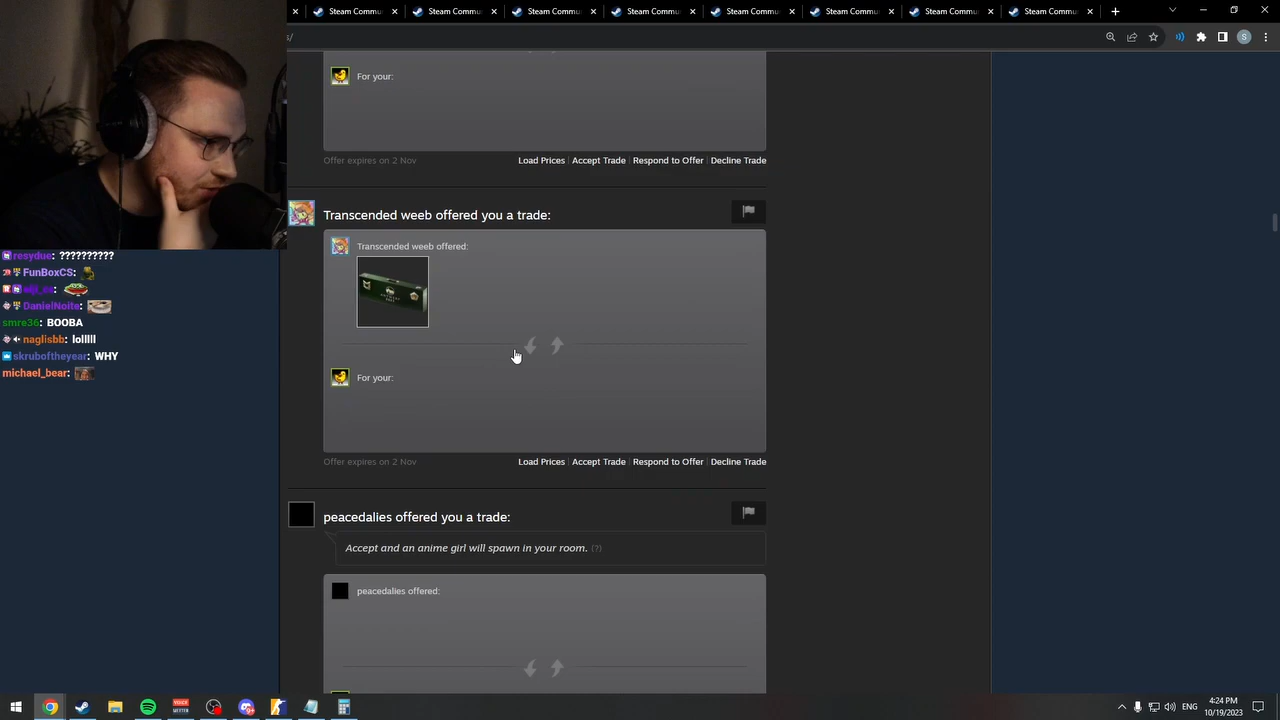 Steam Commu
Steam Commu
Steam Commu
Steam Commu
Steam Commu
Steam Commu
Steam Commu
Steam Commu
s/
S
For your:
Offer expires on 2 Nov
Load Prices | Accept Trade | Respond to Offer | Decline Trade
Transcended weeb offered you a trade:
Transcended weeb offered:
For your:
Offer expires on 2 Nov
Load Prices | Accept Trade | Respond to Offer | Decline Trade
peacedalies offered you a trade:
Accept and an anime girl will spawn in your room. (?)
peacedalies offered:
resydue: ??????????
FunBoxCS:
DanielNolte:
smre36: BOOBA
naglisbb: lolllll
skruboftheyear: WHY
michael_bear:
VOICE
ENG
4:24 PM
10/19/2023